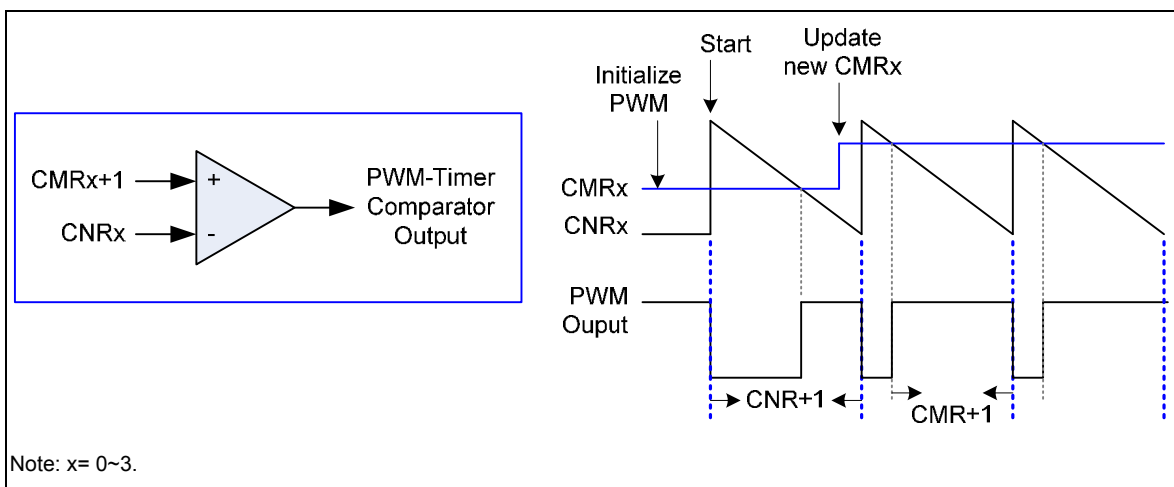 CMRx+1
+
CNRx
-
PWM-Timer
Comparator
Output
Start
Update
new CMRx
Initialize
PWM
CMRx
CNRx
PWM
Ouput
CNR+1
CMR+1
Note: x= 0~3.